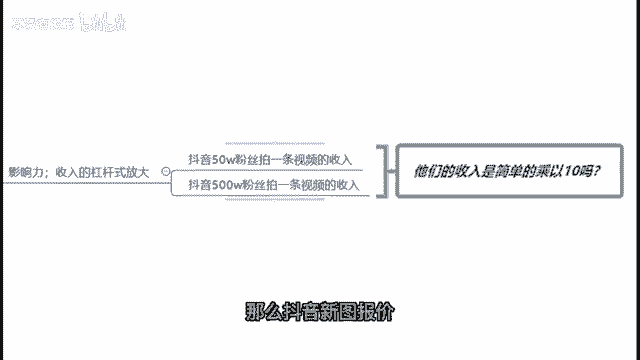 影响力；收入的杠杆式放大
抖音50w粉丝拍一条视频的收入
抖音500w粉丝拍一条视频的收入
他们的收入是简单的乘以10吗？
那么抖音新图报价